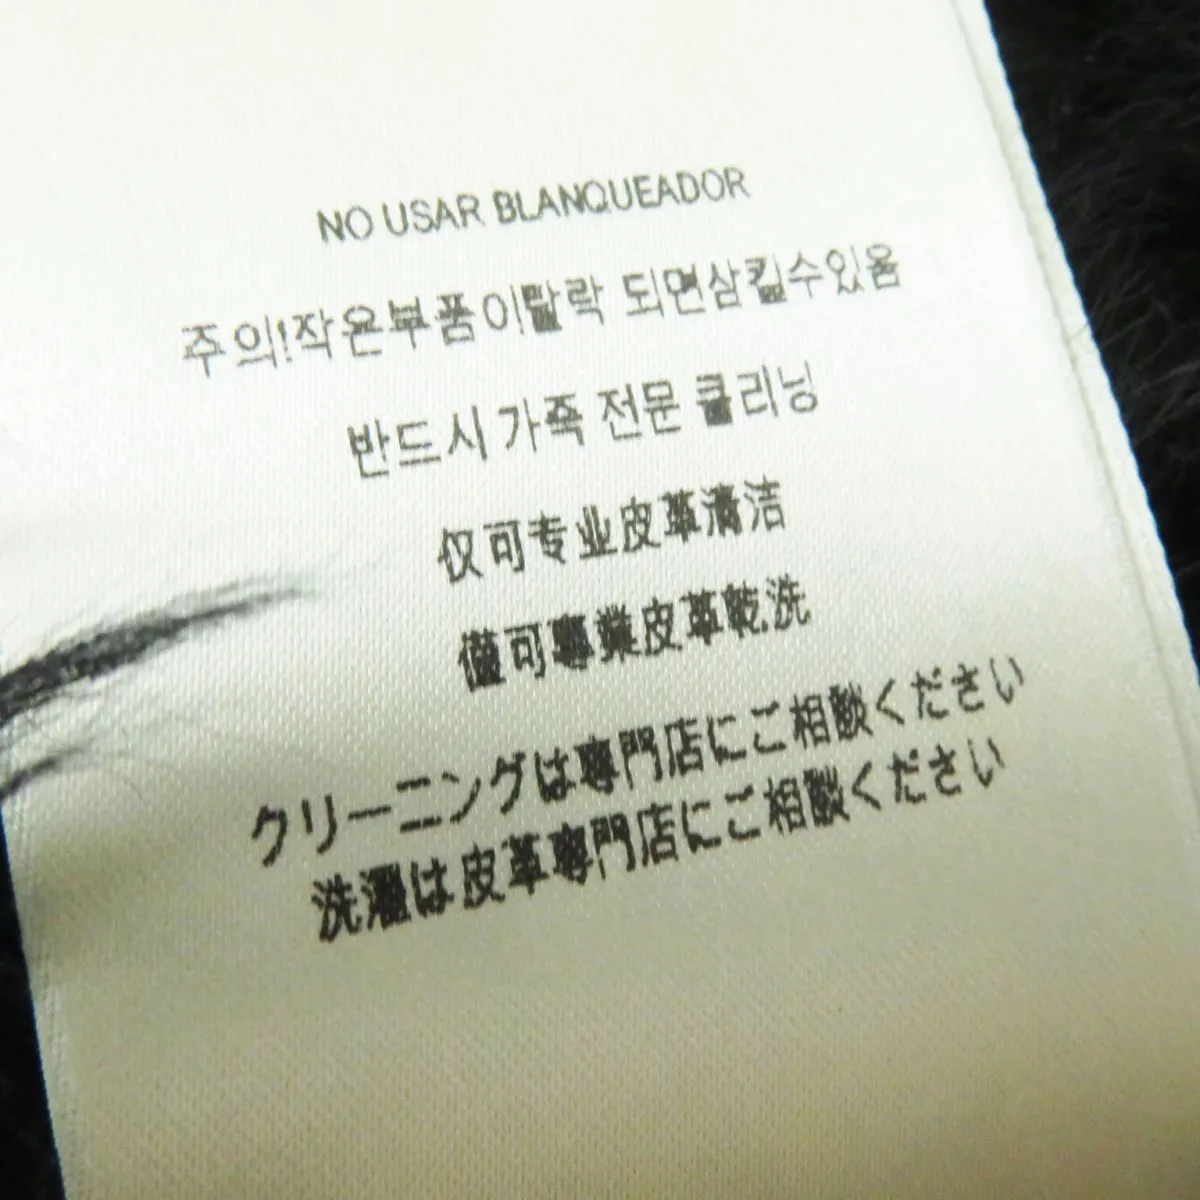 NO USAR BLANQUEADOR
주의!작은부품이탈락 되면삼킬수있음
반드시 가죽 전문 클리닝
仅可专业皮革清洁
僅可專業皮革乾洗
クリーニングは専門店にご相談ください
洗濯は皮革専門店にご相談ください